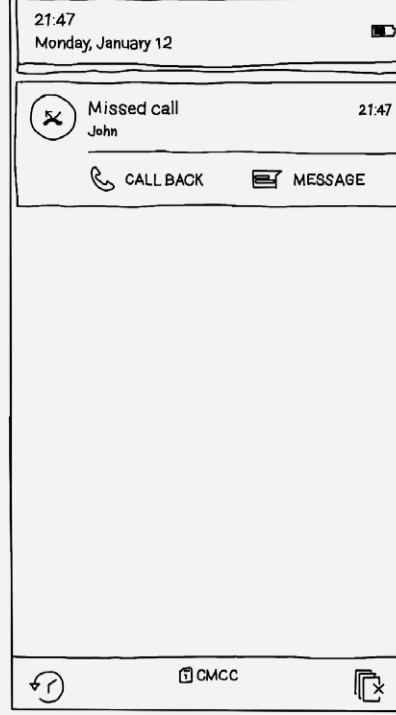 21:47
Monday, January 12
Missed call 21:47
John
CALL BACK MESSAGE
CMCC